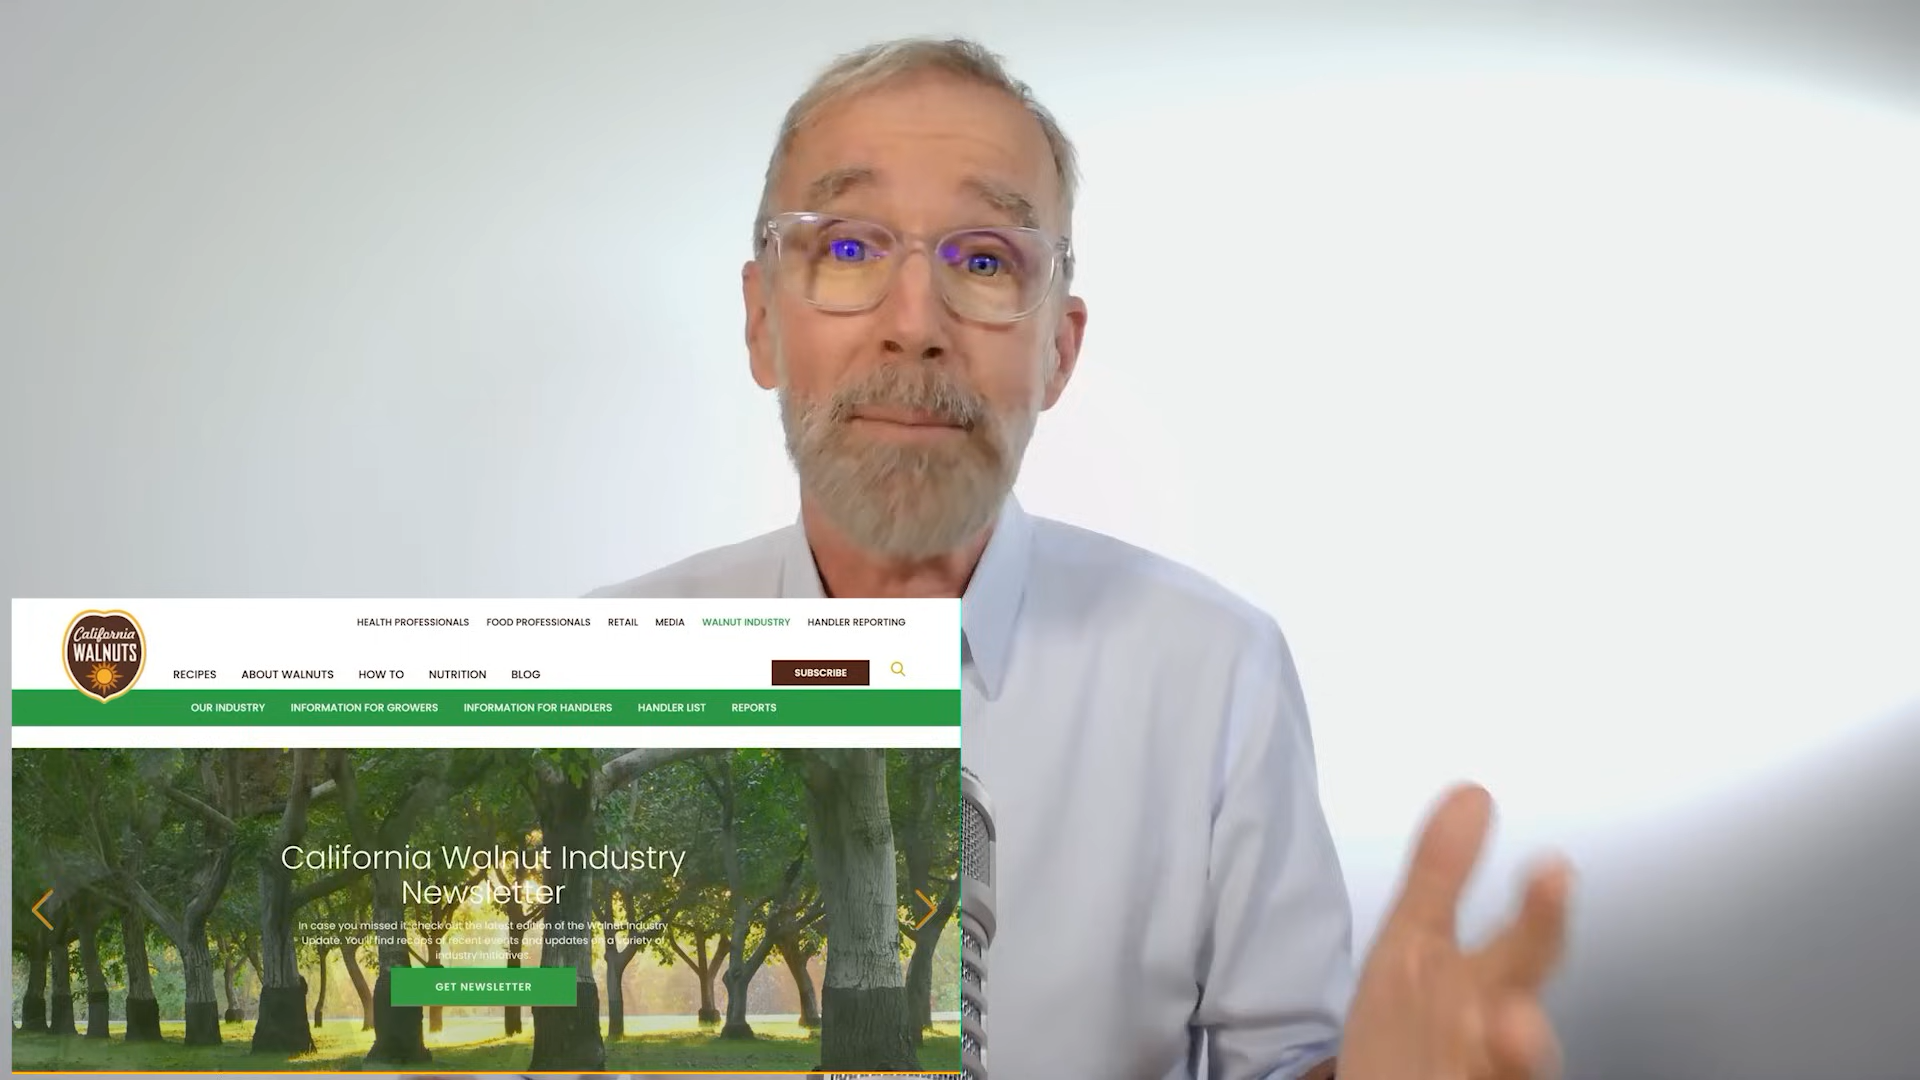 California
WALNUTS
HEALTH PROFESSIONALS FOOD PROFESSIONALS RETAIL MEDIA WALNUT INDUSTRY HANDLER REPORTING
RECIPES ABOUT WALNUTS HOW TO NUTRITION BLOG SUBSCRIBE
OUR INDUSTRY INFORMATION FOR GROWERS INFORMATION FOR HANDLERS HANDLER LIST REPORTS
California Walnut Industry
Newsletter
In case you missed it, check out the latest edition of the Walnut Industry
Update. You'll find recaps of recent events and updates on a variety of
industry initiatives.
GET NEWSLETTER